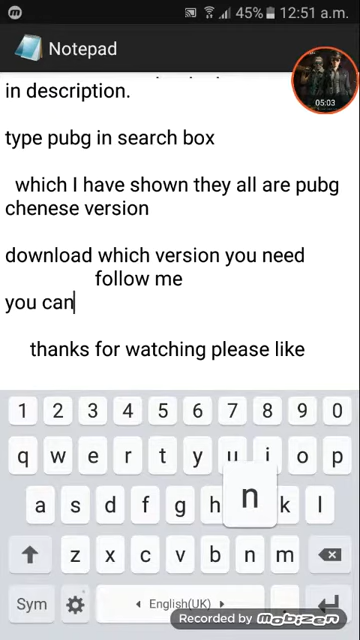 45% 12:51 a.m.
Notepad
05:03
in description.
type pubg in search box
which I have shown they all are pubg
chenese version
download which version you need
follow me
you can
thanks for watching please like
1 2 3 4 5 6 7 8 9 0
q w e r t y u i o p
a s d f g h n k l
z x c v b n m
Sym English(UK)
Recorded by Mobizen